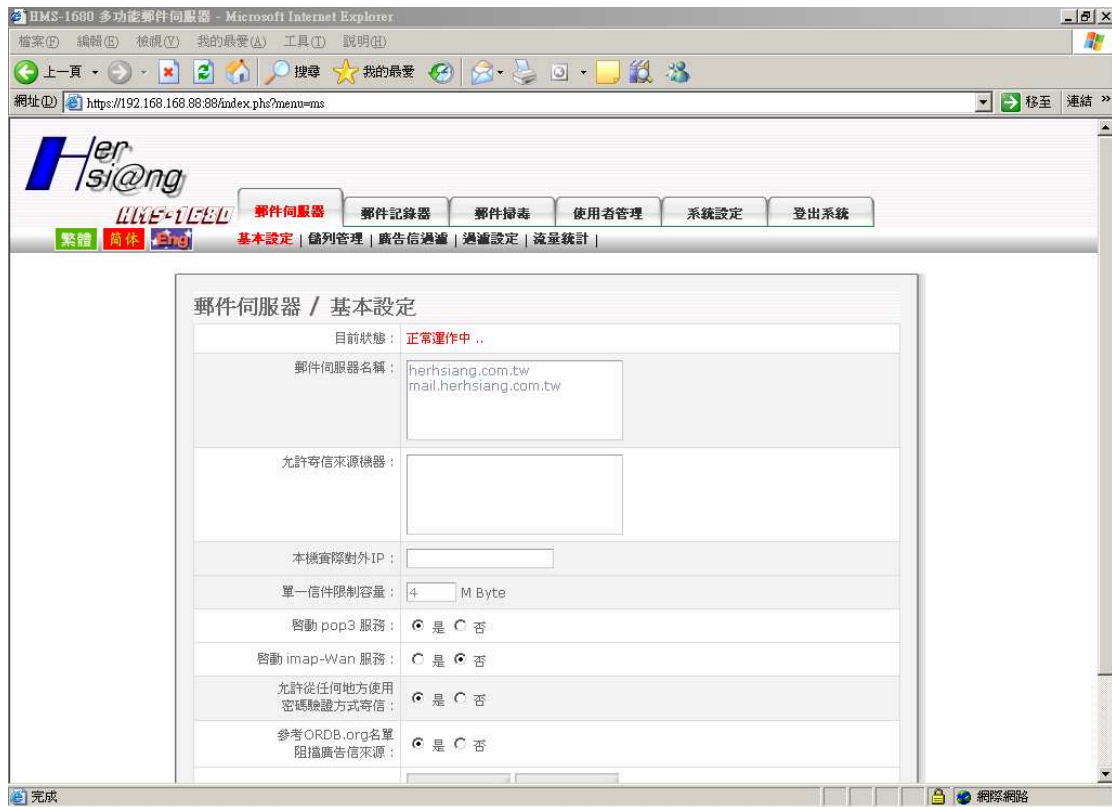 HMS-1680 多功能郵件伺服器 - Microsoft Internet Explorer
檔案(F) 編輯(E) 檢視(V) 我的最愛(A) 工具(T) 說明(H)
上一頁 搜尋 我的最愛
網址(D) https://192.168.168.88:88/index.phs?menu=ms 移至 連結 »
Her
Hsi@ng
HMS-1680
郵件伺服器 郵件記錄器 郵件掃毒 使用者管理 系統設定 登出系統
繁體 简体 Eng 基本設定 | 儲列管理 | 廣告信過濾 | 過濾設定 | 流量統計 |
郵件伺服器 / 基本設定
目前狀態 : 正常運作中 ..
郵件伺服器名稱 : herhsiang.com.tw
mail.herhsiang.com.tw
允許寄信來源機器 :
本機實際對外IP :
單一信件限制容量 : 4 M Byte
啓動 pop3 服務 : 是 否
啓動 imap-Wan 服務 : 是 否
允許從任何地方使用
密碼驗證方式寄信 : 是 否
參考ORDB.org名單
阻擋廣告信來源 : 是 否
完成 網際網路